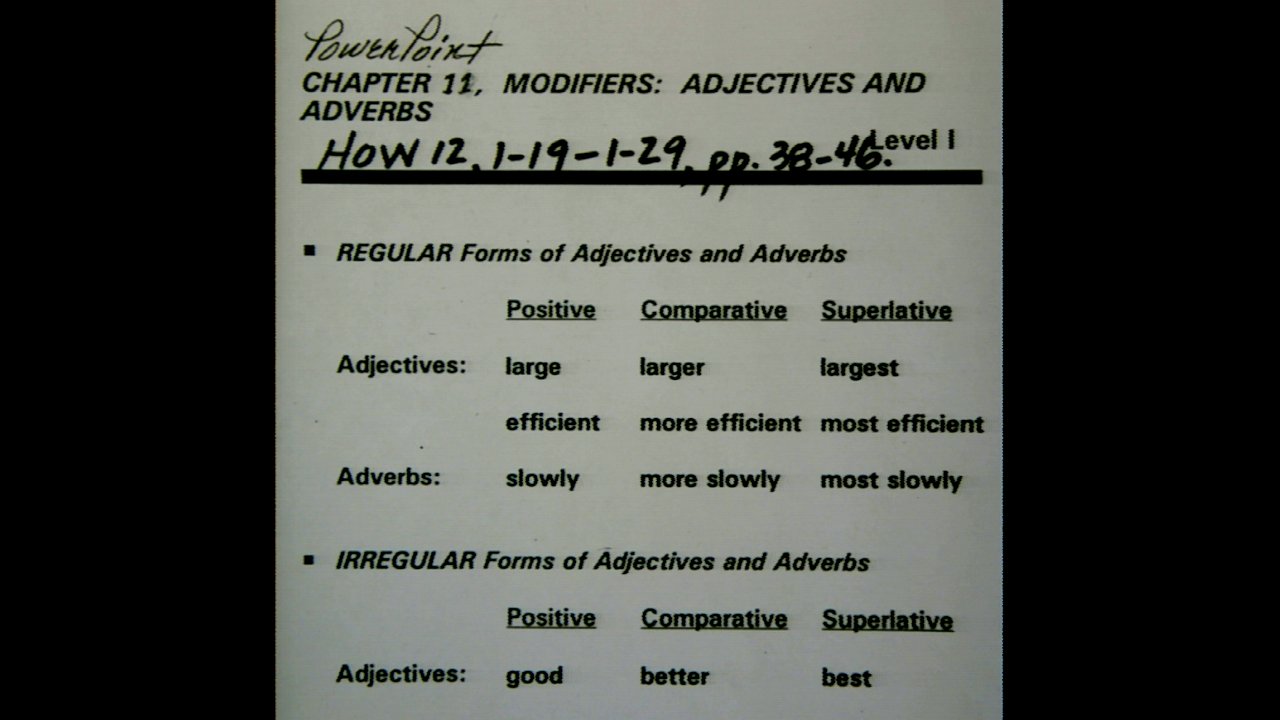 PowerPoint
CHAPTER 11, MODIFIERS: ADJECTIVES AND
ADVERBS
Level I
HOW 12, 1-19-1-29, pp. 38-46.
▪ REGULAR Forms of Adjectives and Adverbs
Positive Comparative Superlative
Adjectives: large larger largest
efficient more efficient most efficient
Adverbs: slowly more slowly most slowly
▪ IRREGULAR Forms of Adjectives and Adverbs
Positive Comparative Superlative
Adjectives: good better best